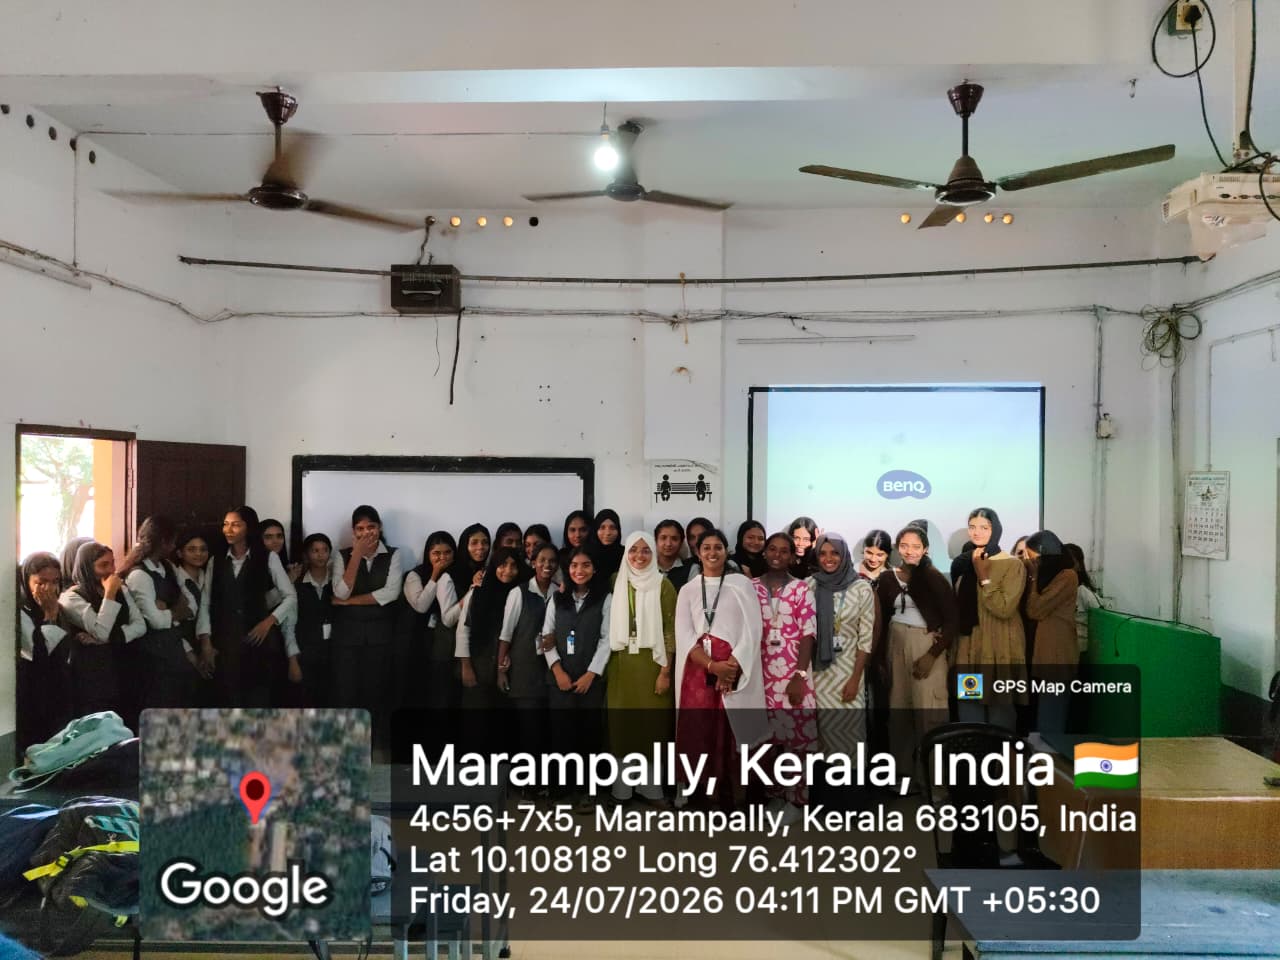 BenQ
GPS Map Camera
Marampally, Kerala, India 🇮🇳
4c56+7x5, Marampally, Kerala 683105, India
Lat 10.10818° Long 76.412302°
Friday, 24/07/2026 04:11 PM GMT +05:30
Google